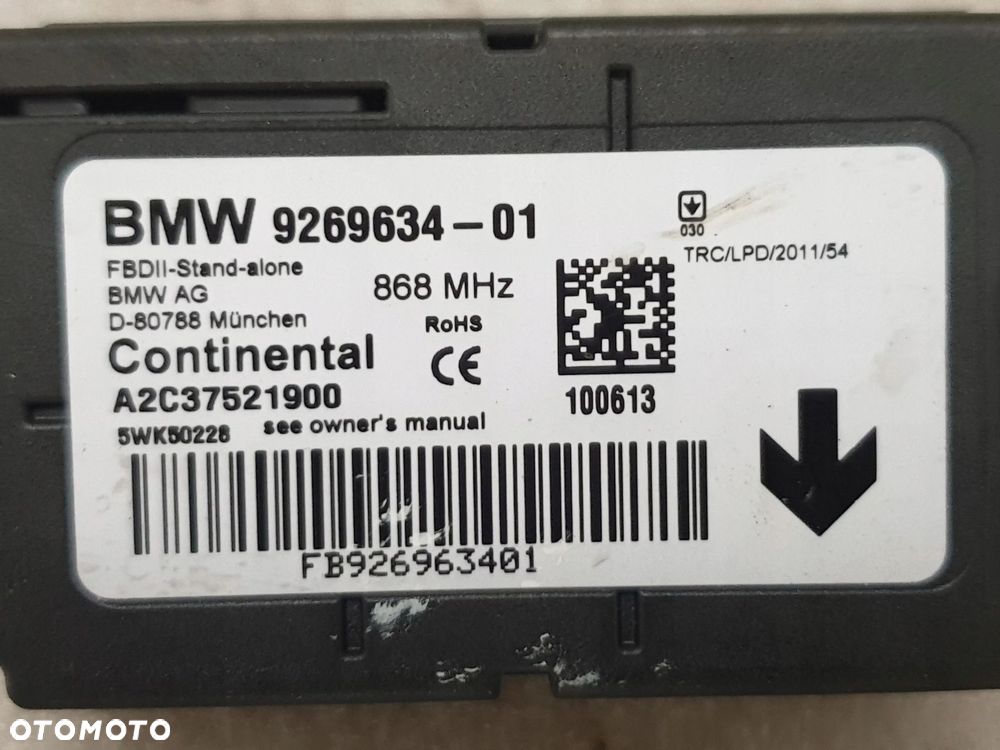 BMW 9269634-01
FBDII-Stand-alone
BMW AG
D-80788 München
868 MHz
030
TRC/LPD/2011/54
RoHS
CE
Continental
A2C37521900
5WK50228 see owner's manual
100613
FB926963401
OTOMOTO
OTOMOTO